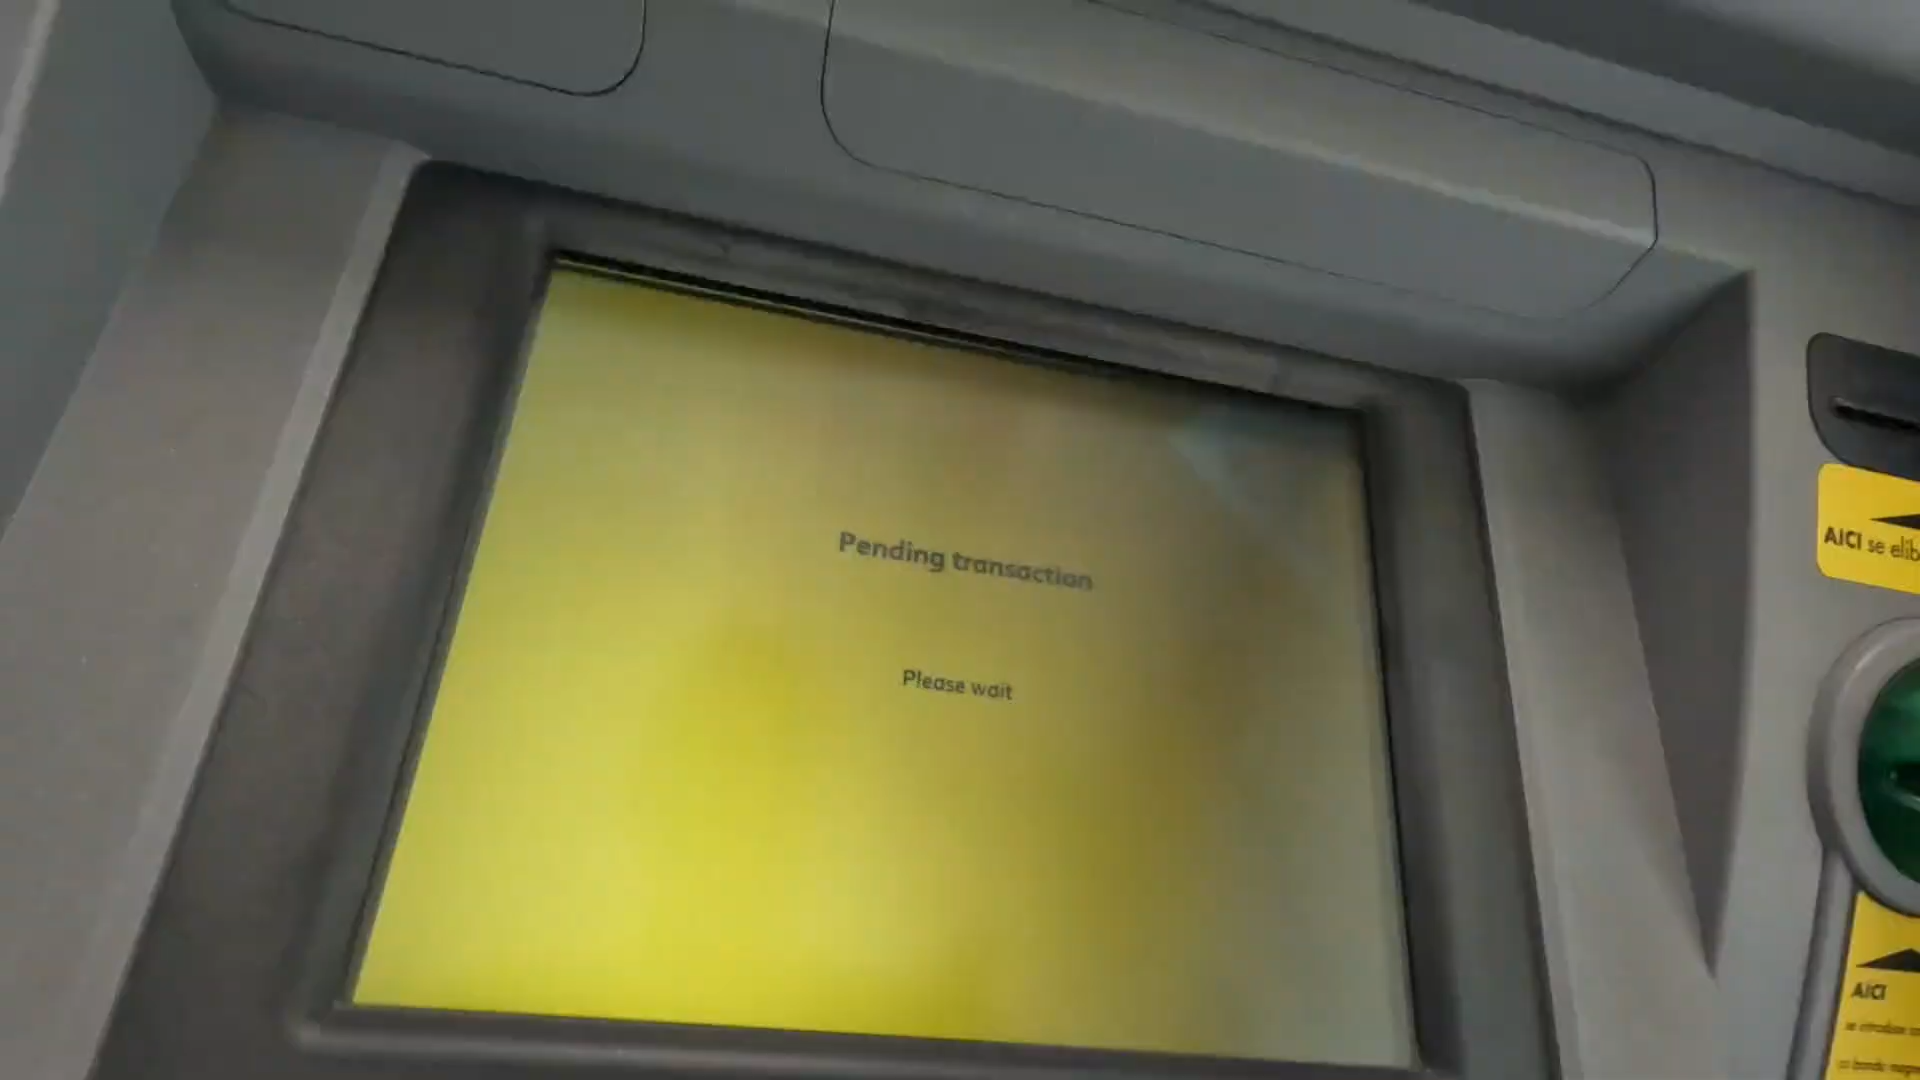 Pending transaction
Please wait
AICI se elib
AICI